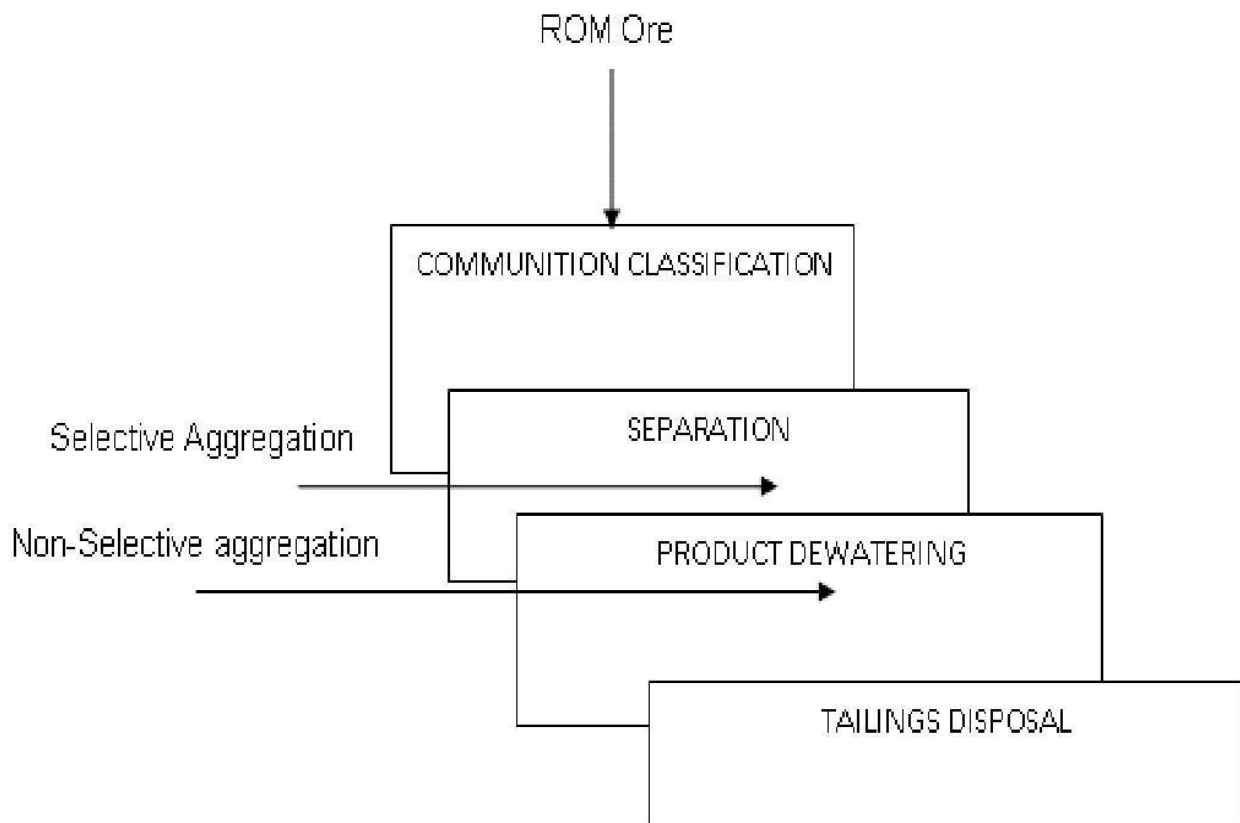 ROM Ore
COMMUNITION CLASSIFICATION
SEPARATION
Selective Aggregation
Non-Selective aggregation
PRODUCT DEWATERING
TAILINGS DISPOSAL